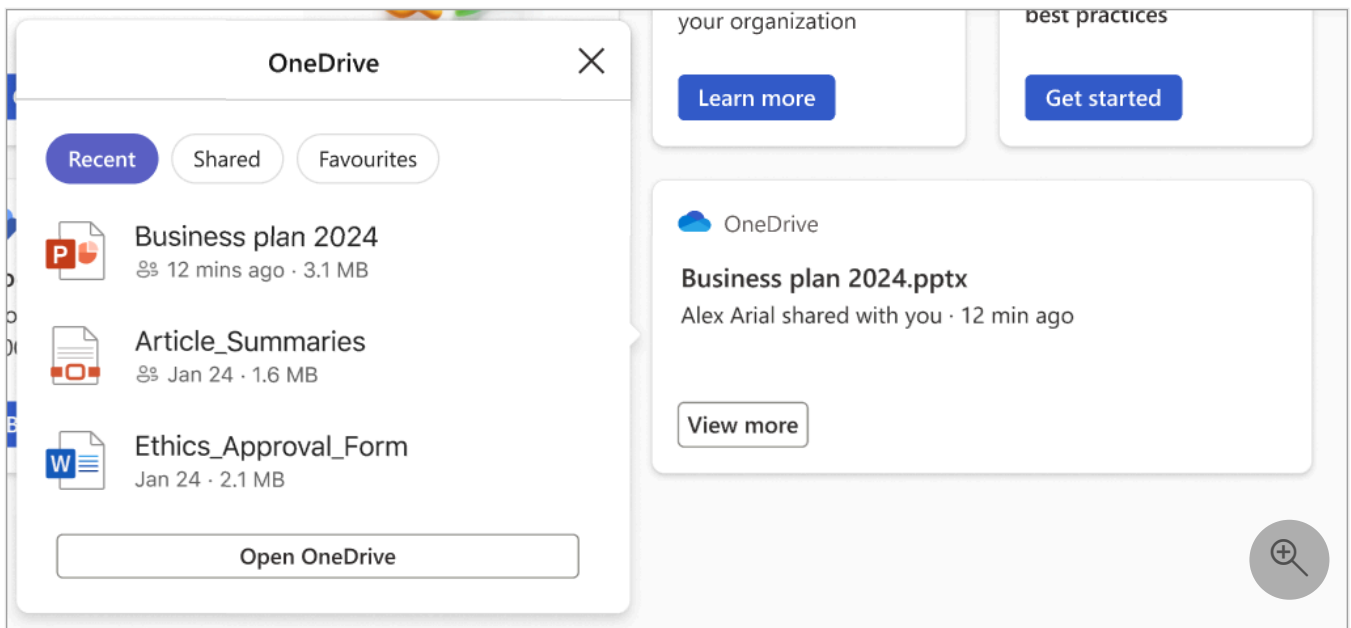 OneDrive
Recent
Shared
Favourites
P
Business plan 2024
12 mins ago · 3.1 MB
Article_Summaries
Jan 24 · 1.6 MB
W
Ethics_Approval_Form
Jan 24 · 2.1 MB
Open OneDrive
your organization
Learn more
best practices
Get started
OneDrive
Business plan 2024.pptx
Alex Arial shared with you · 12 min ago
View more